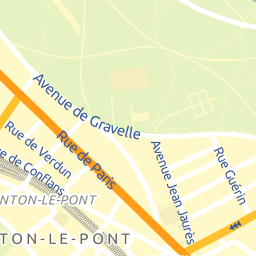 Avenue de Gravelle
Rue de Paris
Rue de Verdun
e de Conflans
Avenue Jean Jaurès
Rue Guérin
NTON-LE-PONT
NTON-LE-PONT